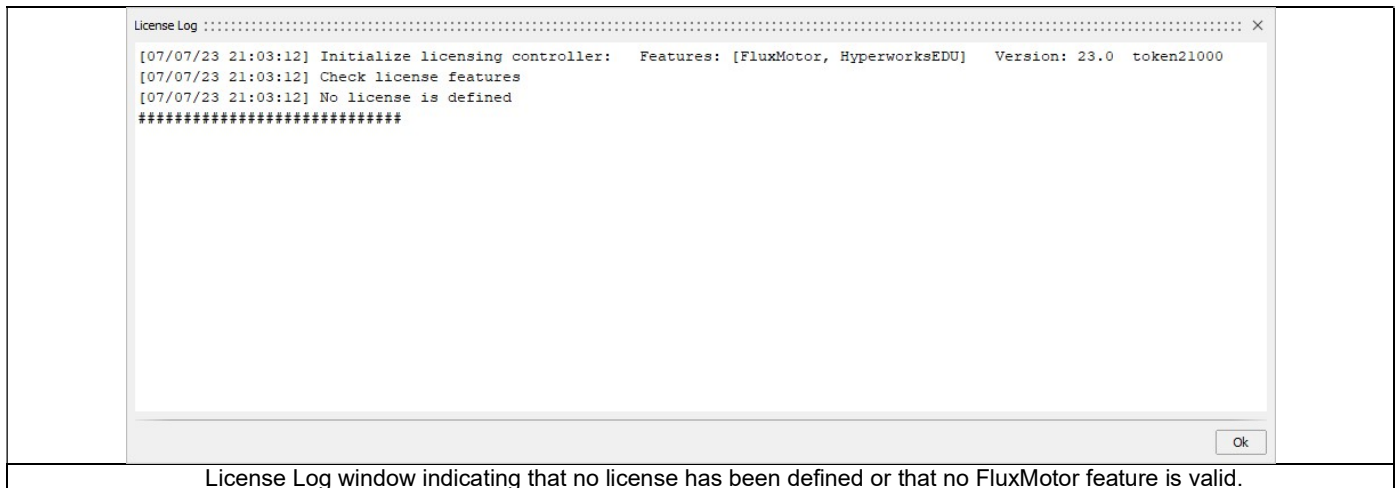 License Log
[07/07/23 21:03:12] Initialize licensing controller:   Features: [FluxMotor, HyperworksEDU]   Version: 23.0  token21000
[07/07/23 21:03:12] Check license features
[07/07/23 21:03:12] No license is defined
#############################
Ok
License Log window indicating that no license has been defined or that no FluxMotor feature is valid.